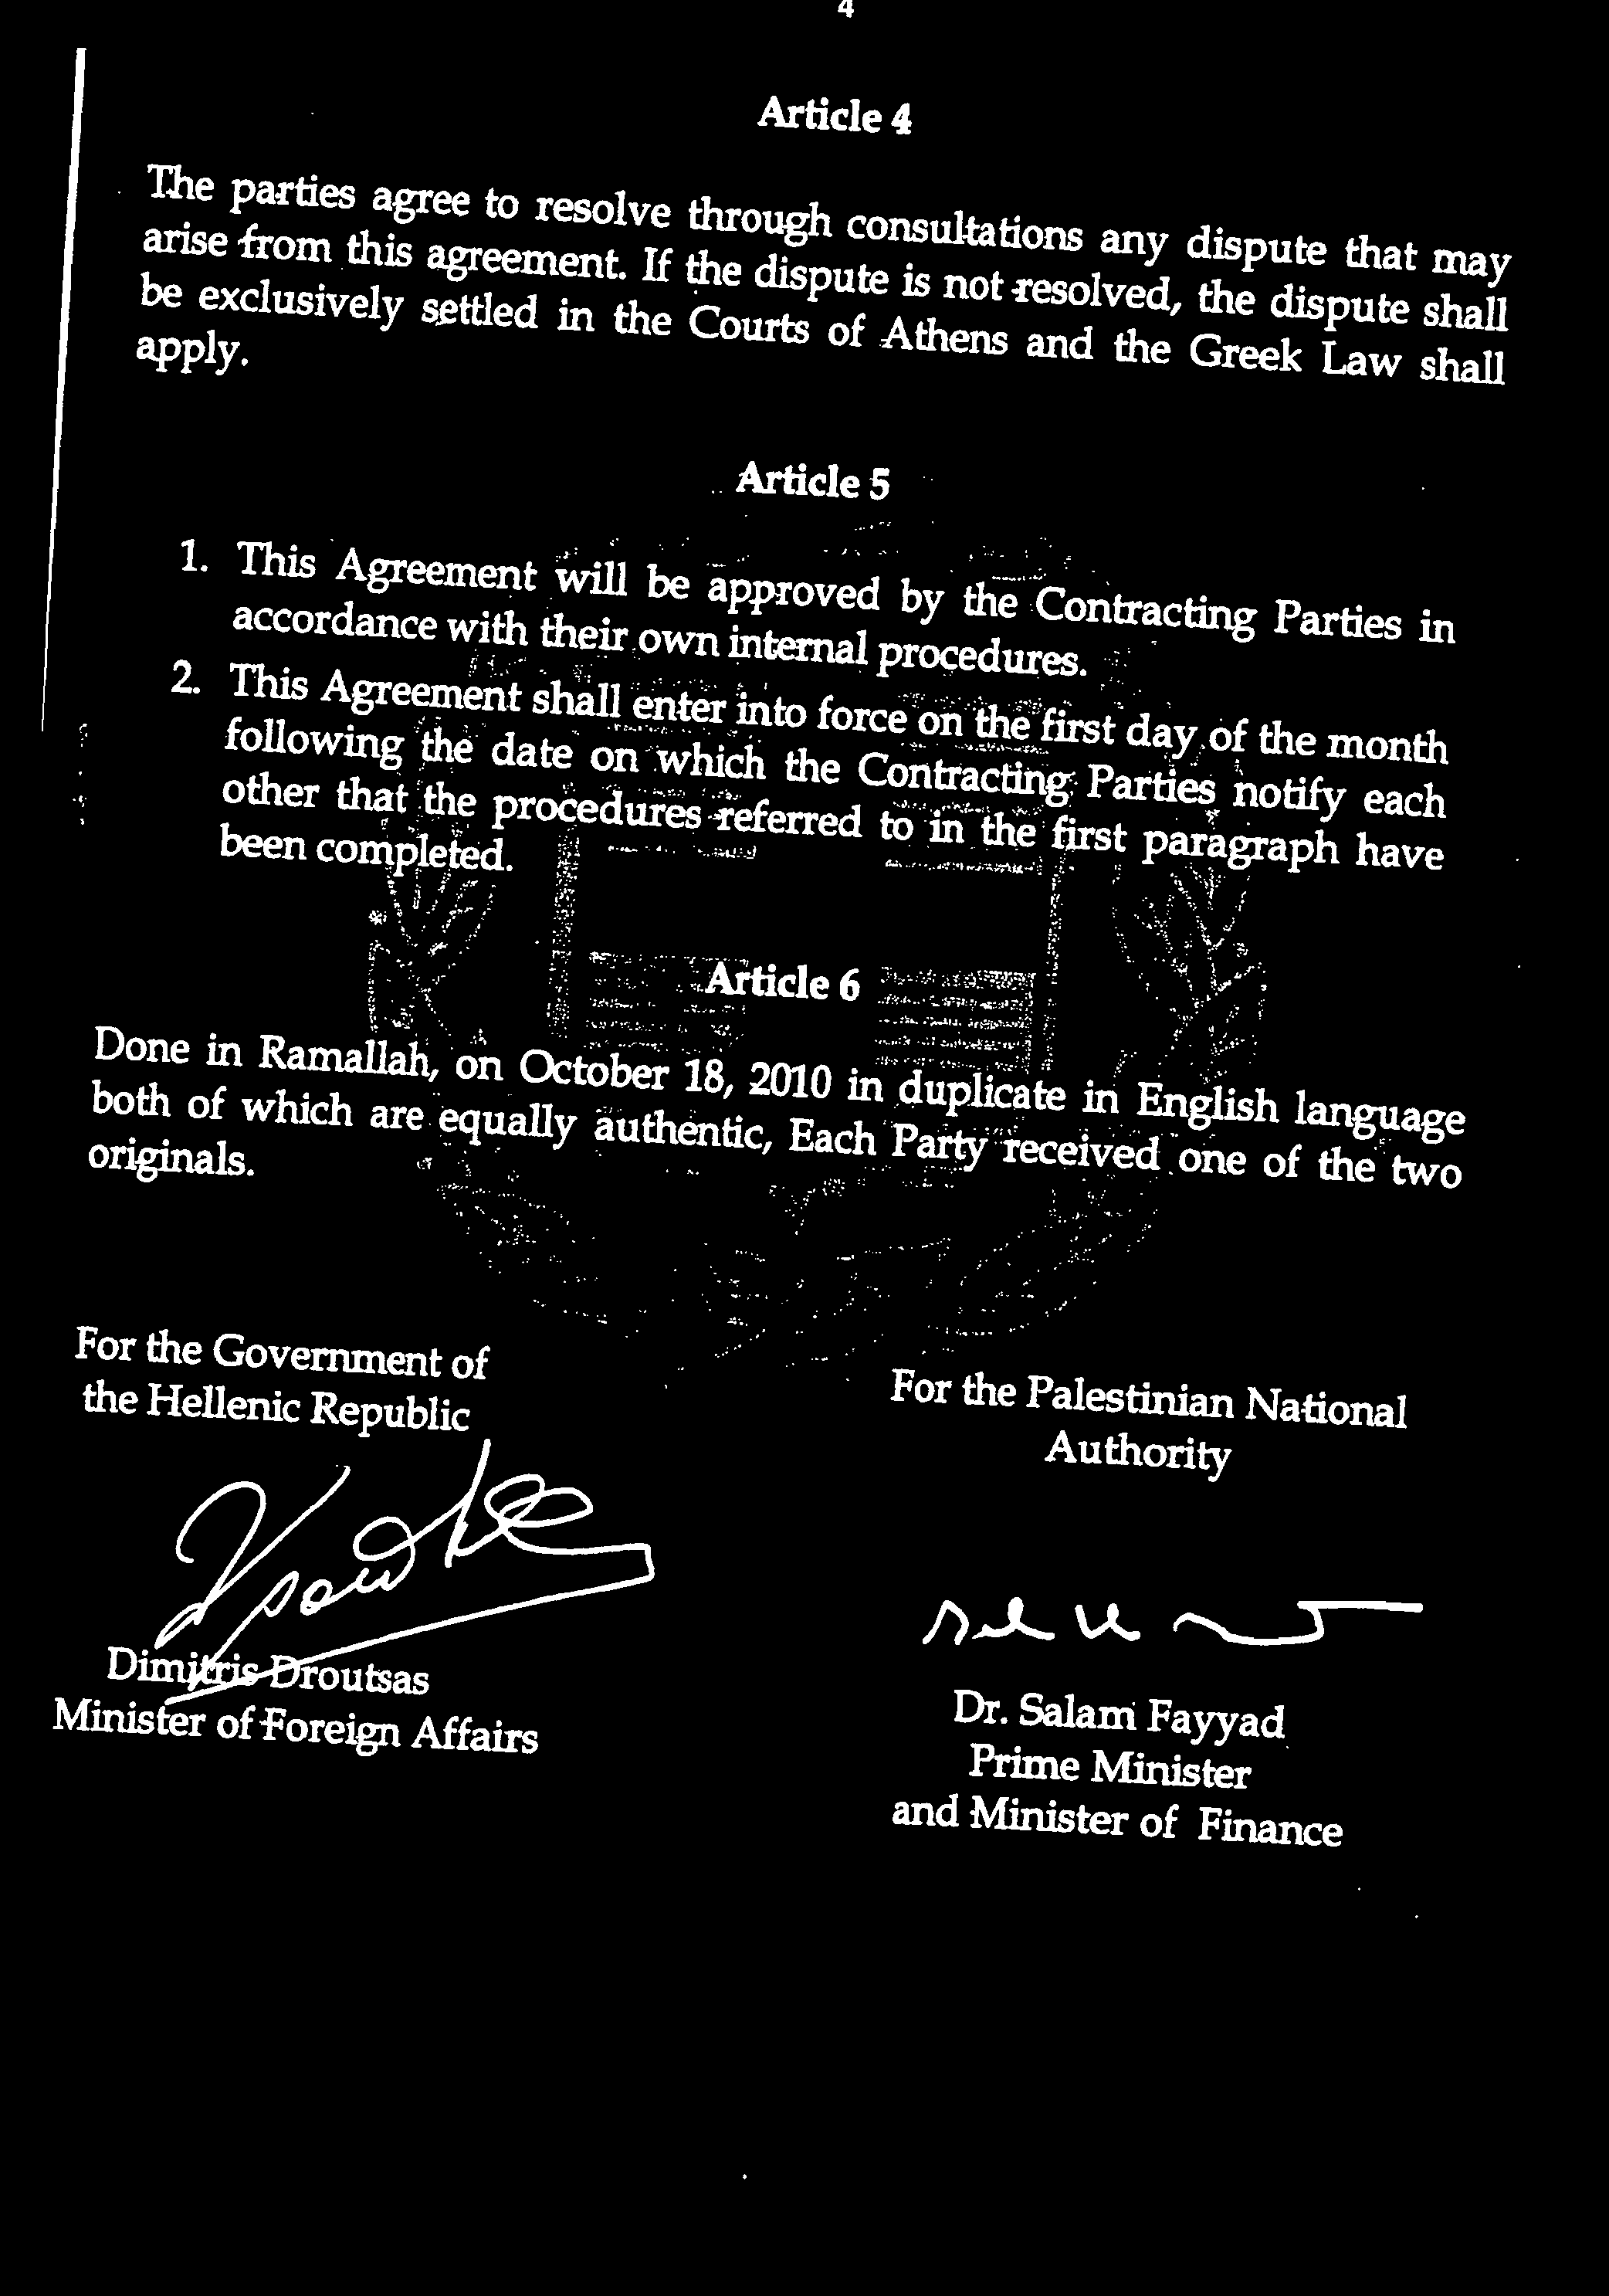 4
Article 4
The parties agree to resolve through consultations any dispute that may
arise from this agreement. If the dispute is not resolved, the dispute shall
be exclusively settled in the Courts of Athens and the Greek Law shall
apply.
Article 5
1. This Agreement will be approved by the Contracting Parties in
accordance with their own internal procedures.
2. This Agreement shall enter into force on the first day of the month
following the date on which the Contracting Parties notify each
other that the procedures referred to in the first paragraph have
been completed.
Article 6
Done in Ramallah, on October 18, 2010 in duplicate in English language
both of which are equally authentic, Each Party received one of the two
originals.
For the Government of
the Hellenic Republic
For the Palestinian National
Authority
Dimitris Droutsas
Minister of Foreign Affairs
Dr. Salam Fayyad
Prime Minister
and Minister of Finance